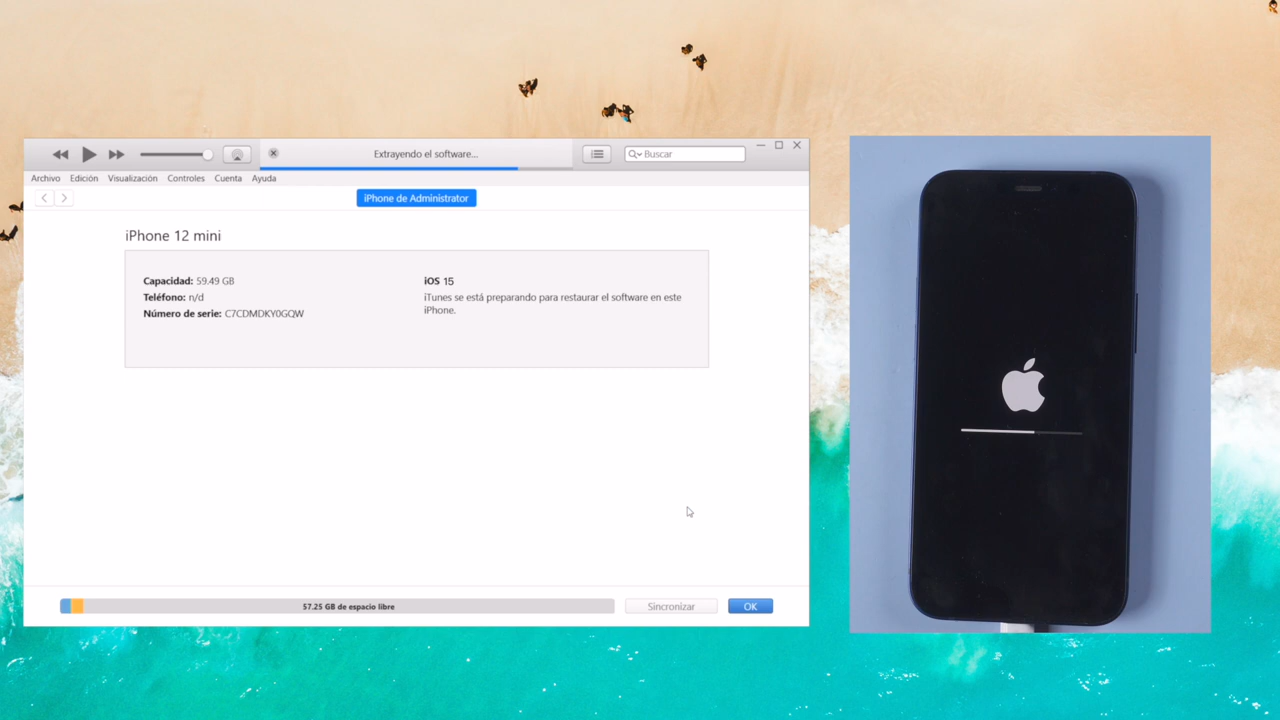 Extrayendo el software...
Buscar
Archivo Edición Visualización Controles Cuenta Ayuda
iPhone de Administrator
iPhone 12 mini
Capacidad: 59.49 GB
Teléfono: n/d
Número de serie: C7CDMDKY0GQW
iOS 15
iTunes se está preparando para restaurar el software en este
iPhone.
57.25 GB de espacio libre
Sincronizar
OK